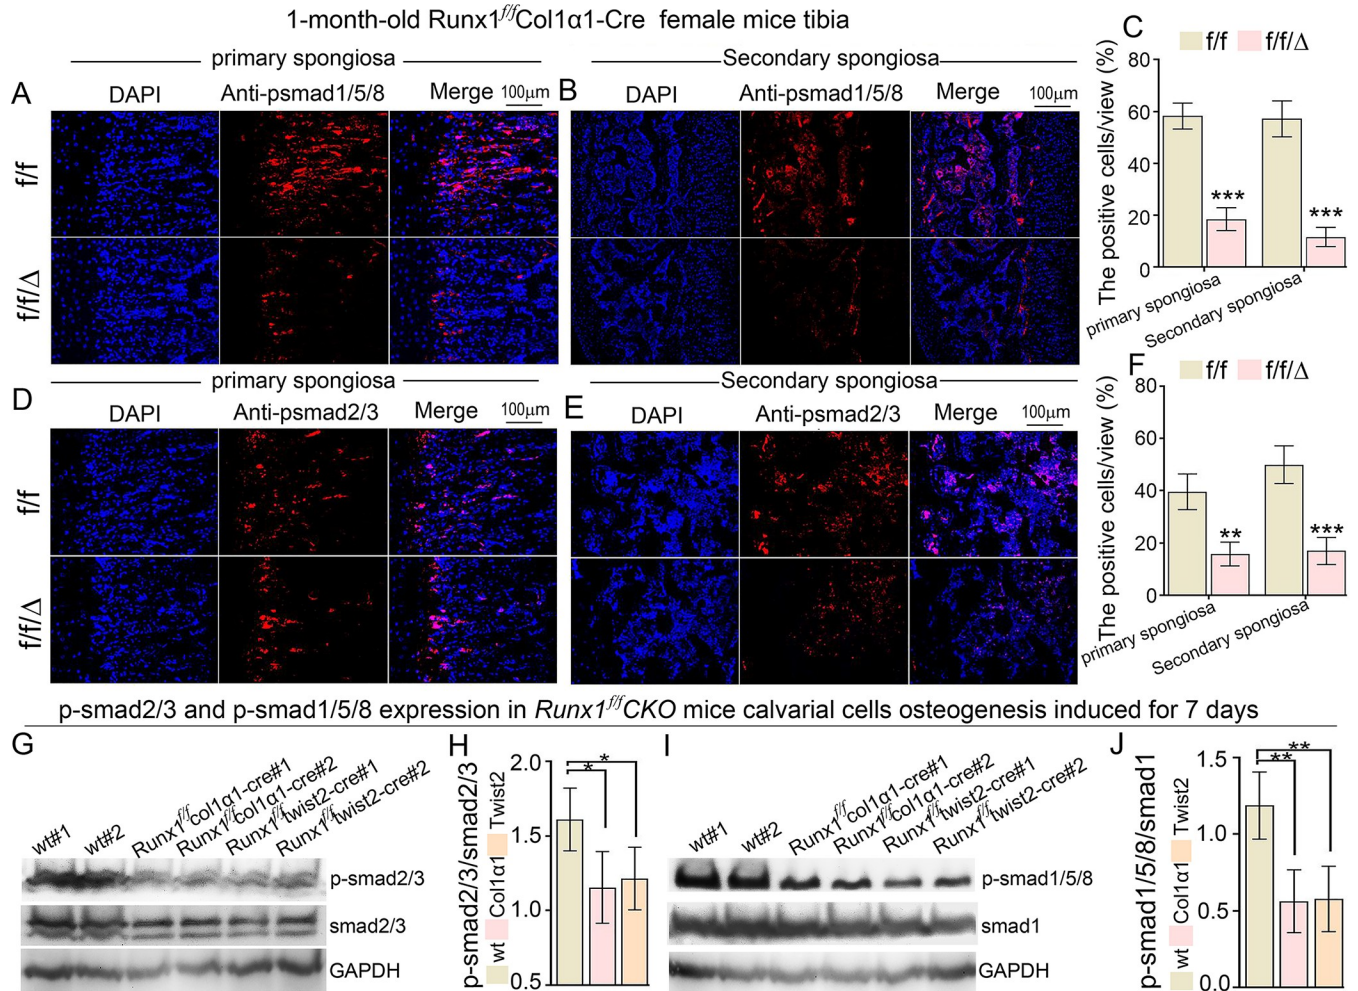 1-month-old Runx1f/fCol1α1-Cre female mice tibia
primary spongiosa
Secondary spongiosa
A
DAPI
Anti-psmad1/5/8
Merge
100μm
B
DAPI
Anti-psmad1/5/8
Merge
100μm
f/f
f/f/Δ
C
f/f
f/f/Δ
The positive cells/view (%)
80
60
40
20
0
***
***
primary spongiosa
Secondary spongiosa
primary spongiosa
Secondary spongiosa
D
DAPI
Anti-psmad2/3
Merge
100μm
E
DAPI
Anti-psmad2/3
Merge
100μm
f/f
f/f/Δ
F
f/f
f/f/Δ
The positive cells/view (%)
80
60
40
20
0
**
***
primary spongiosa
Secondary spongiosa
p-smad2/3 and p-smad1/5/8 expression in Runx1f/fCKO mice calvarial cells osteogenesis induced for 7 days
G
wt#1
wt#2
Runx1f/fcol1α1-cre#1
Runx1f/fcol1α1-cre#2
Runx1f/ftwist2-cre#1
Runx1f/ftwist2-cre#2
p-smad2/3
smad2/3
GAPDH
H
p-smad2/3/smad2/3
wt Col1α1 Twist2
2.0
1.5
1.0
0.5
*
*
I
wt#1
wt#2
Runx1f/fcol1α1-cre#1
Runx1f/fcol1α1-cre#2
Runx1f/ftwist2-cre#1
Runx1f/ftwist2-cre#2
p-smad1/5/8
smad1
GAPDH
J
p-smad1/5/8/smad1
wt Col1α1 Twist2
1.5
1.0
0.5
0.0
**
**